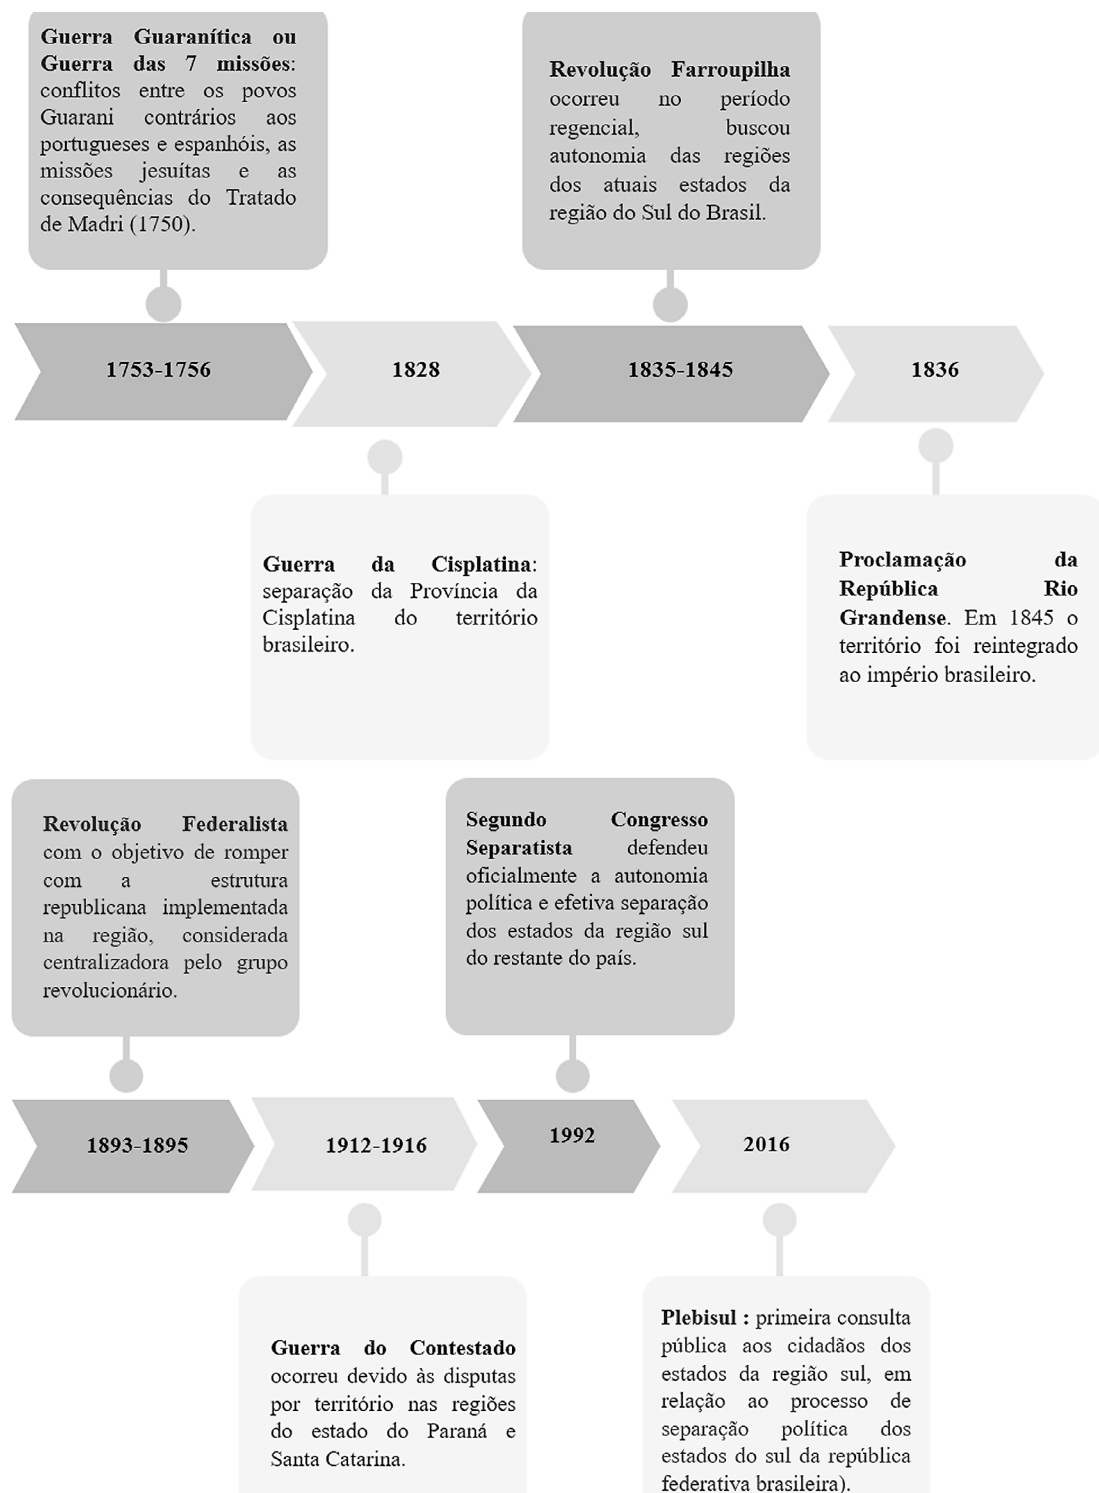 Guerra Guaranítica ou
Guerra das 7 missões:
conflitos entre os povos
Guarani contrários aos
portugueses e espanhóis, as
missões jesuítas e as
consequências do Tratado
de Madri (1750).
Revolução Farroupilha
ocorreu no período
regencial, buscou
autonomia das regiões
dos atuais estados da
região do Sul do Brasil.
1753-1756
1828
1835-1845
1836
Guerra da Cisplatina:
separação da Província da
Cisplatina do território
brasileiro.
Proclamação da
República Rio
Grandense. Em 1845 o
território foi reintegrado
ao império brasileiro.
Revolução Federalista
com o objetivo de romper
com a estrutura
republicana implementada
na região, considerada
centralizadora pelo grupo
revolucionário.
Segundo Congresso
Separatista defendeu
oficialmente a autonomia
política e efetiva separação
dos estados da região sul
do restante do país.
1893-1895
1912-1916
1992
2016
Guerra do Contestado
ocorreu devido às disputas
por território nas regiões
do estado do Paraná e
Santa Catarina.
Plebisul : primeira consulta
pública aos cidadãos dos
estados da região sul, em
relação ao processo de
separação política dos
estados do sul da república
federativa brasileira).